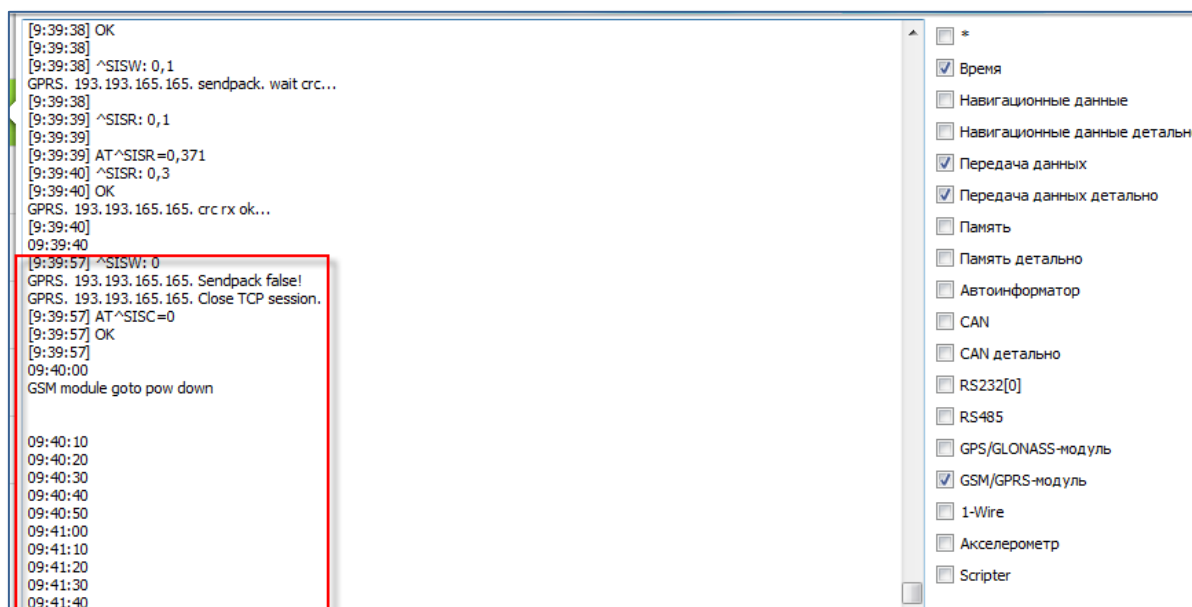 [9:39:38] OK
[9:39:38]
[9:39:38] ^SISW: 0,1
GPRS. 193.193.165.165. sendpack. wait crc...
[9:39:38]
[9:39:39] ^SISR: 0,1
[9:39:39]
[9:39:39] AT^SISR=0,371
[9:39:40] ^SISR: 0,3
[9:39:40] OK
GPRS. 193.193.165.165. crc rx ok...
[9:39:40]
09:39:40
[9:39:57] ^SISW: 0
GPRS. 193.193.165.165. Sendpack false!
GPRS. 193.193.165.165. Close TCP session.
[9:39:57] AT^SISC=0
[9:39:57] OK
[9:39:57]
09:40:00
GSM module goto pow down
09:40:10
09:40:20
09:40:30
09:40:40
09:40:50
09:41:00
09:41:10
09:41:20
09:41:30
09:41:40
*
Время
Навигационные данные
Навигационные данные детальн
Передача данных
Передача данных детально
Память
Память детально
Автоинформатор
CAN
CAN детально
RS232[0]
RS485
GPS/GLONASS-модуль
GSM/GPRS-модуль
1-Wire
Акселерометр
Scripter